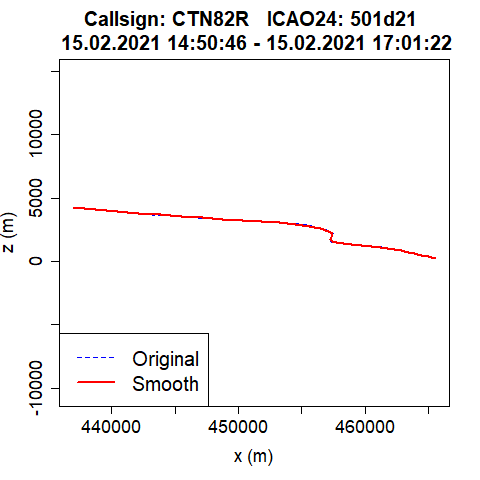 Callsign: CTN82R   ICAO24: 501d21
15.02.2021 14:50:46 - 15.02.2021 17:01:22
10000
5000
0
-10000
z (m)
Original
Smooth
440000 450000 460000
x (m)